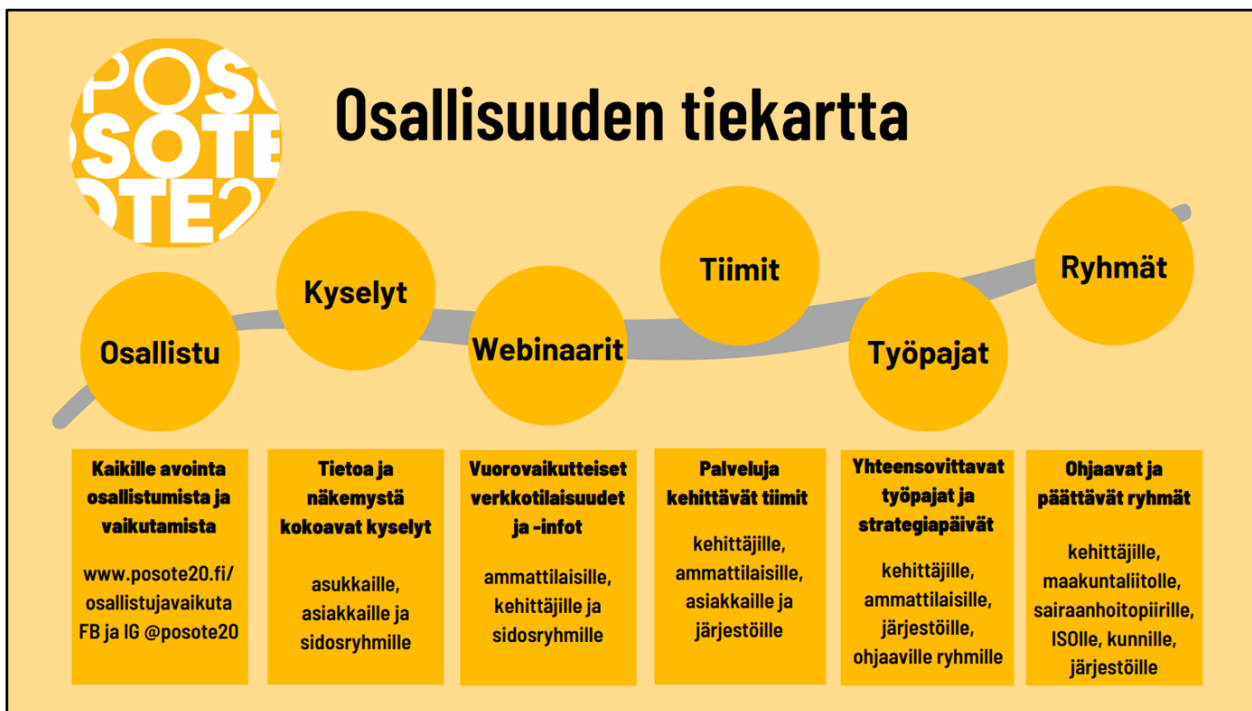 POSO
OSOTE
OTE2
Osallisuuden tiekartta
Osallistu
Kyselyt
Webinaarit
Tiimit
Työpajat
Ryhmät
Kaikille avointa
osallistumista ja
vaikutamista
www.posote20.fi/
osallistujavaikuta
FB ja IG @posote20
Tietoa ja
näkemystä
kokoavat kyselyt
asukkaille,
asiakkaille ja
sidosryhmille
Vuorovaikutteiset
verkkotilaisuudet
ja -infot
ammattilaisille,
kehittäjille ja
sidosryhmille
Palveluja
kehittävät tiimit
kehittäjille,
ammattilaisille,
asiakkaille ja
järjestöille
Yhteensovittavat
työpajat ja
strategiapäivät
kehittäjille,
ammattilaisille,
järjestöille,
ohjaaville ryhmille
Ohjaavat ja
päättävät ryhmät
kehittäjille,
maakuntaliitolle,
sairaanhoitopiirille,
ISOlle, kunnille,
järjestöille